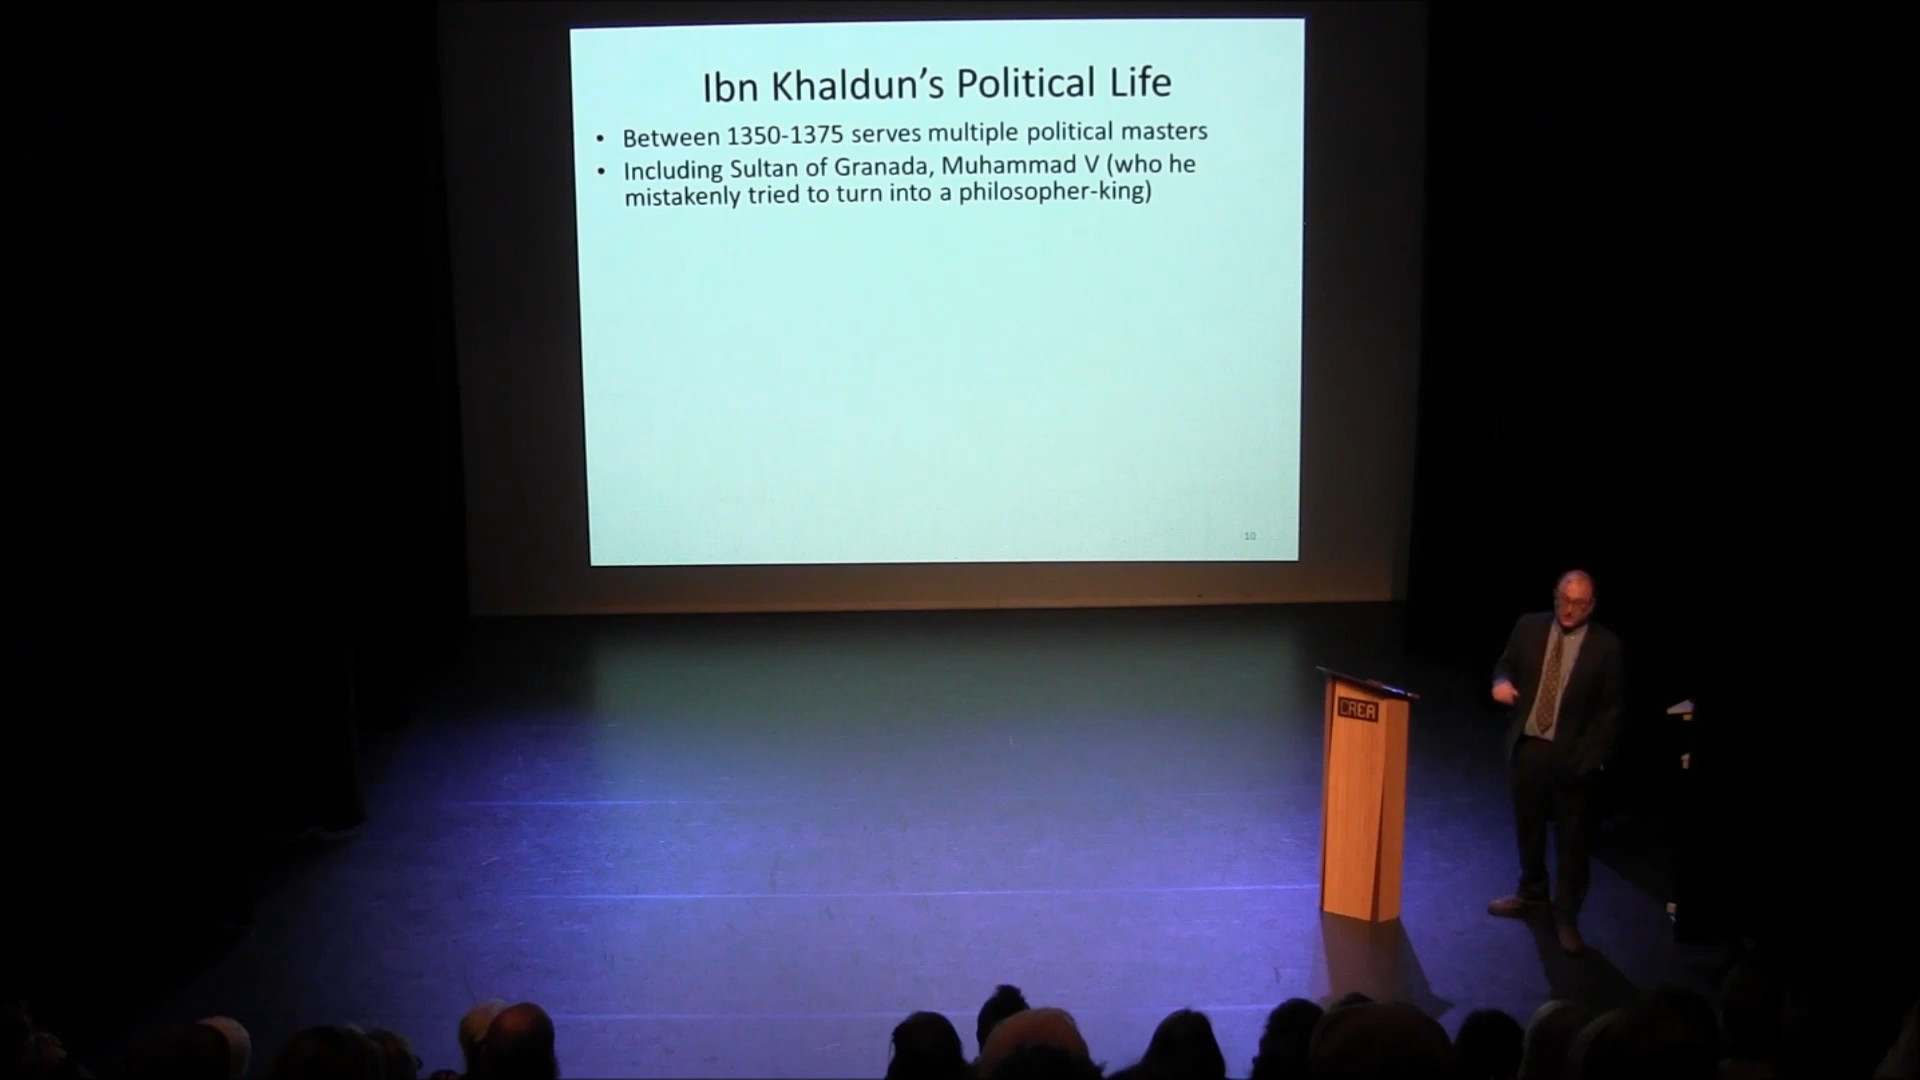 Ibn Khaldun's Political Life
• Between 1350-1375 serves multiple political masters
• Including Sultan of Granada, Muhammad V (who he
mistakenly tried to turn into a philosopher-king)
10
CREA